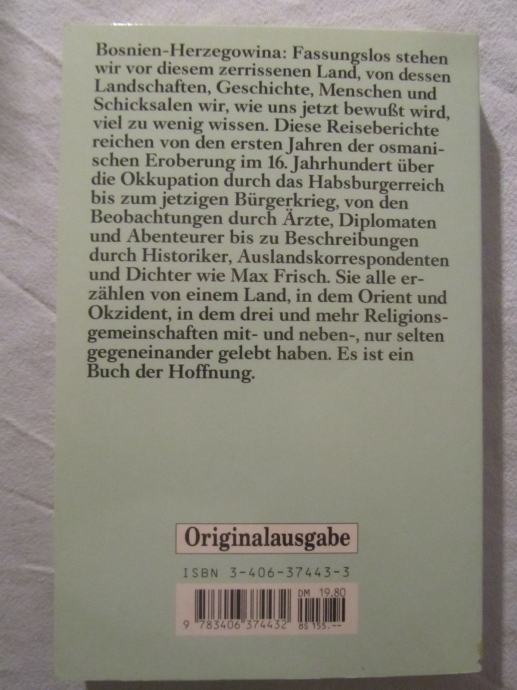 Bosnien-Herzegowina: Fassungslos stehen
wir vor diesem zerrissenen Land, von dessen
Landschaften, Geschichte, Menschen und
Schicksalen wir, wie uns jetzt bewußt wird,
viel zu wenig wissen. Diese Reiseberichte
reichen von den ersten Jahren der osmani-
schen Eroberung im 16. Jahrhundert über
die Okkupation durch das Habsburgerreich
bis zum jetzigen Bürgerkrieg, von den
Beobachtungen durch Ärzte, Diplomaten
und Abenteurer bis zu Beschreibungen
durch Historiker, Auslandskorrespondenten
und Dichter wie Max Frisch. Sie alle er-
zählen von einem Land, in dem Orient und
Okzident, in dem drei und mehr Religions-
gemeinschaften mit- und neben-, nur selten
gegeneinander gelebt haben. Es ist ein
Buch der Hoffnung.
Originalausgabe
ISBN 3-406-37443-3
DM 19.80
9 783406 374432
öS 155.--